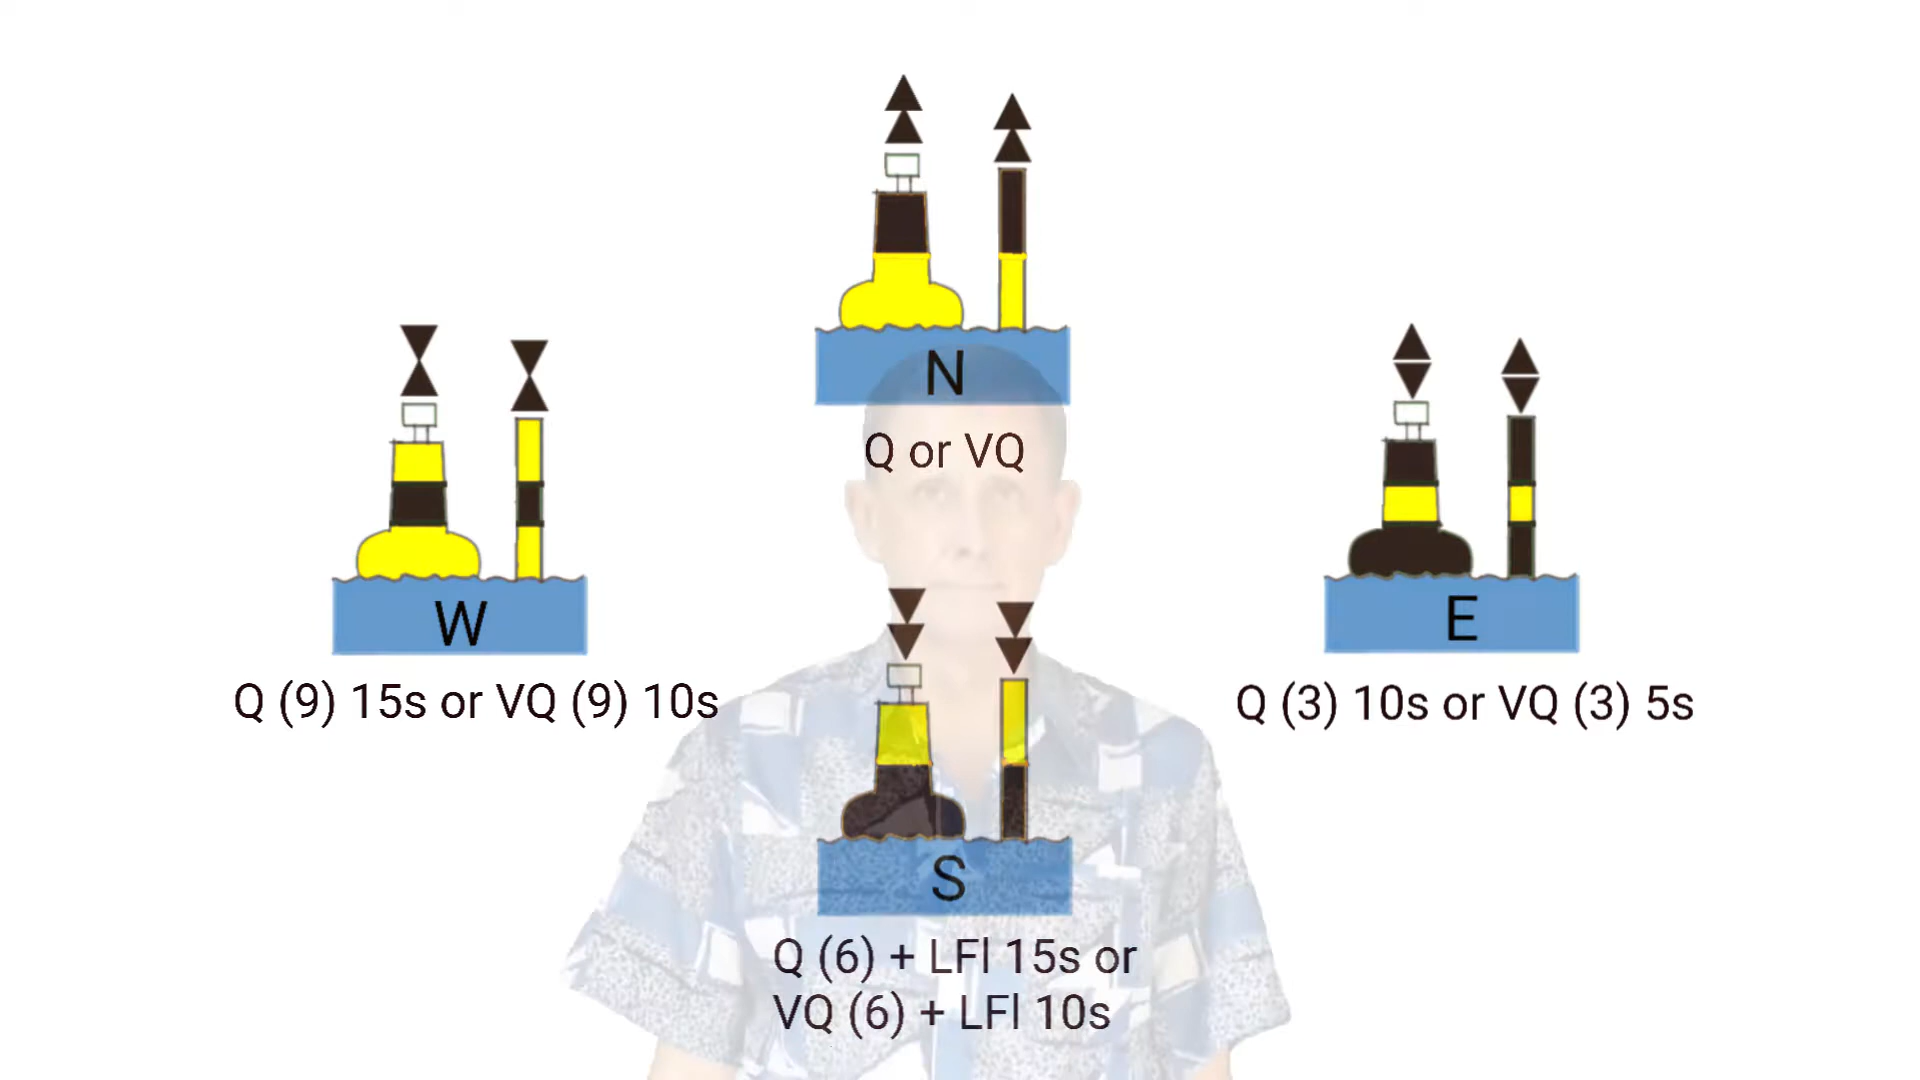 N
Q or VQ
W
E
Q (9) 15s or VQ (9) 10s
Q (3) 10s or VQ (3) 5s
S
Q (6) + LFl 15s or
VQ (6) + LFl 10s